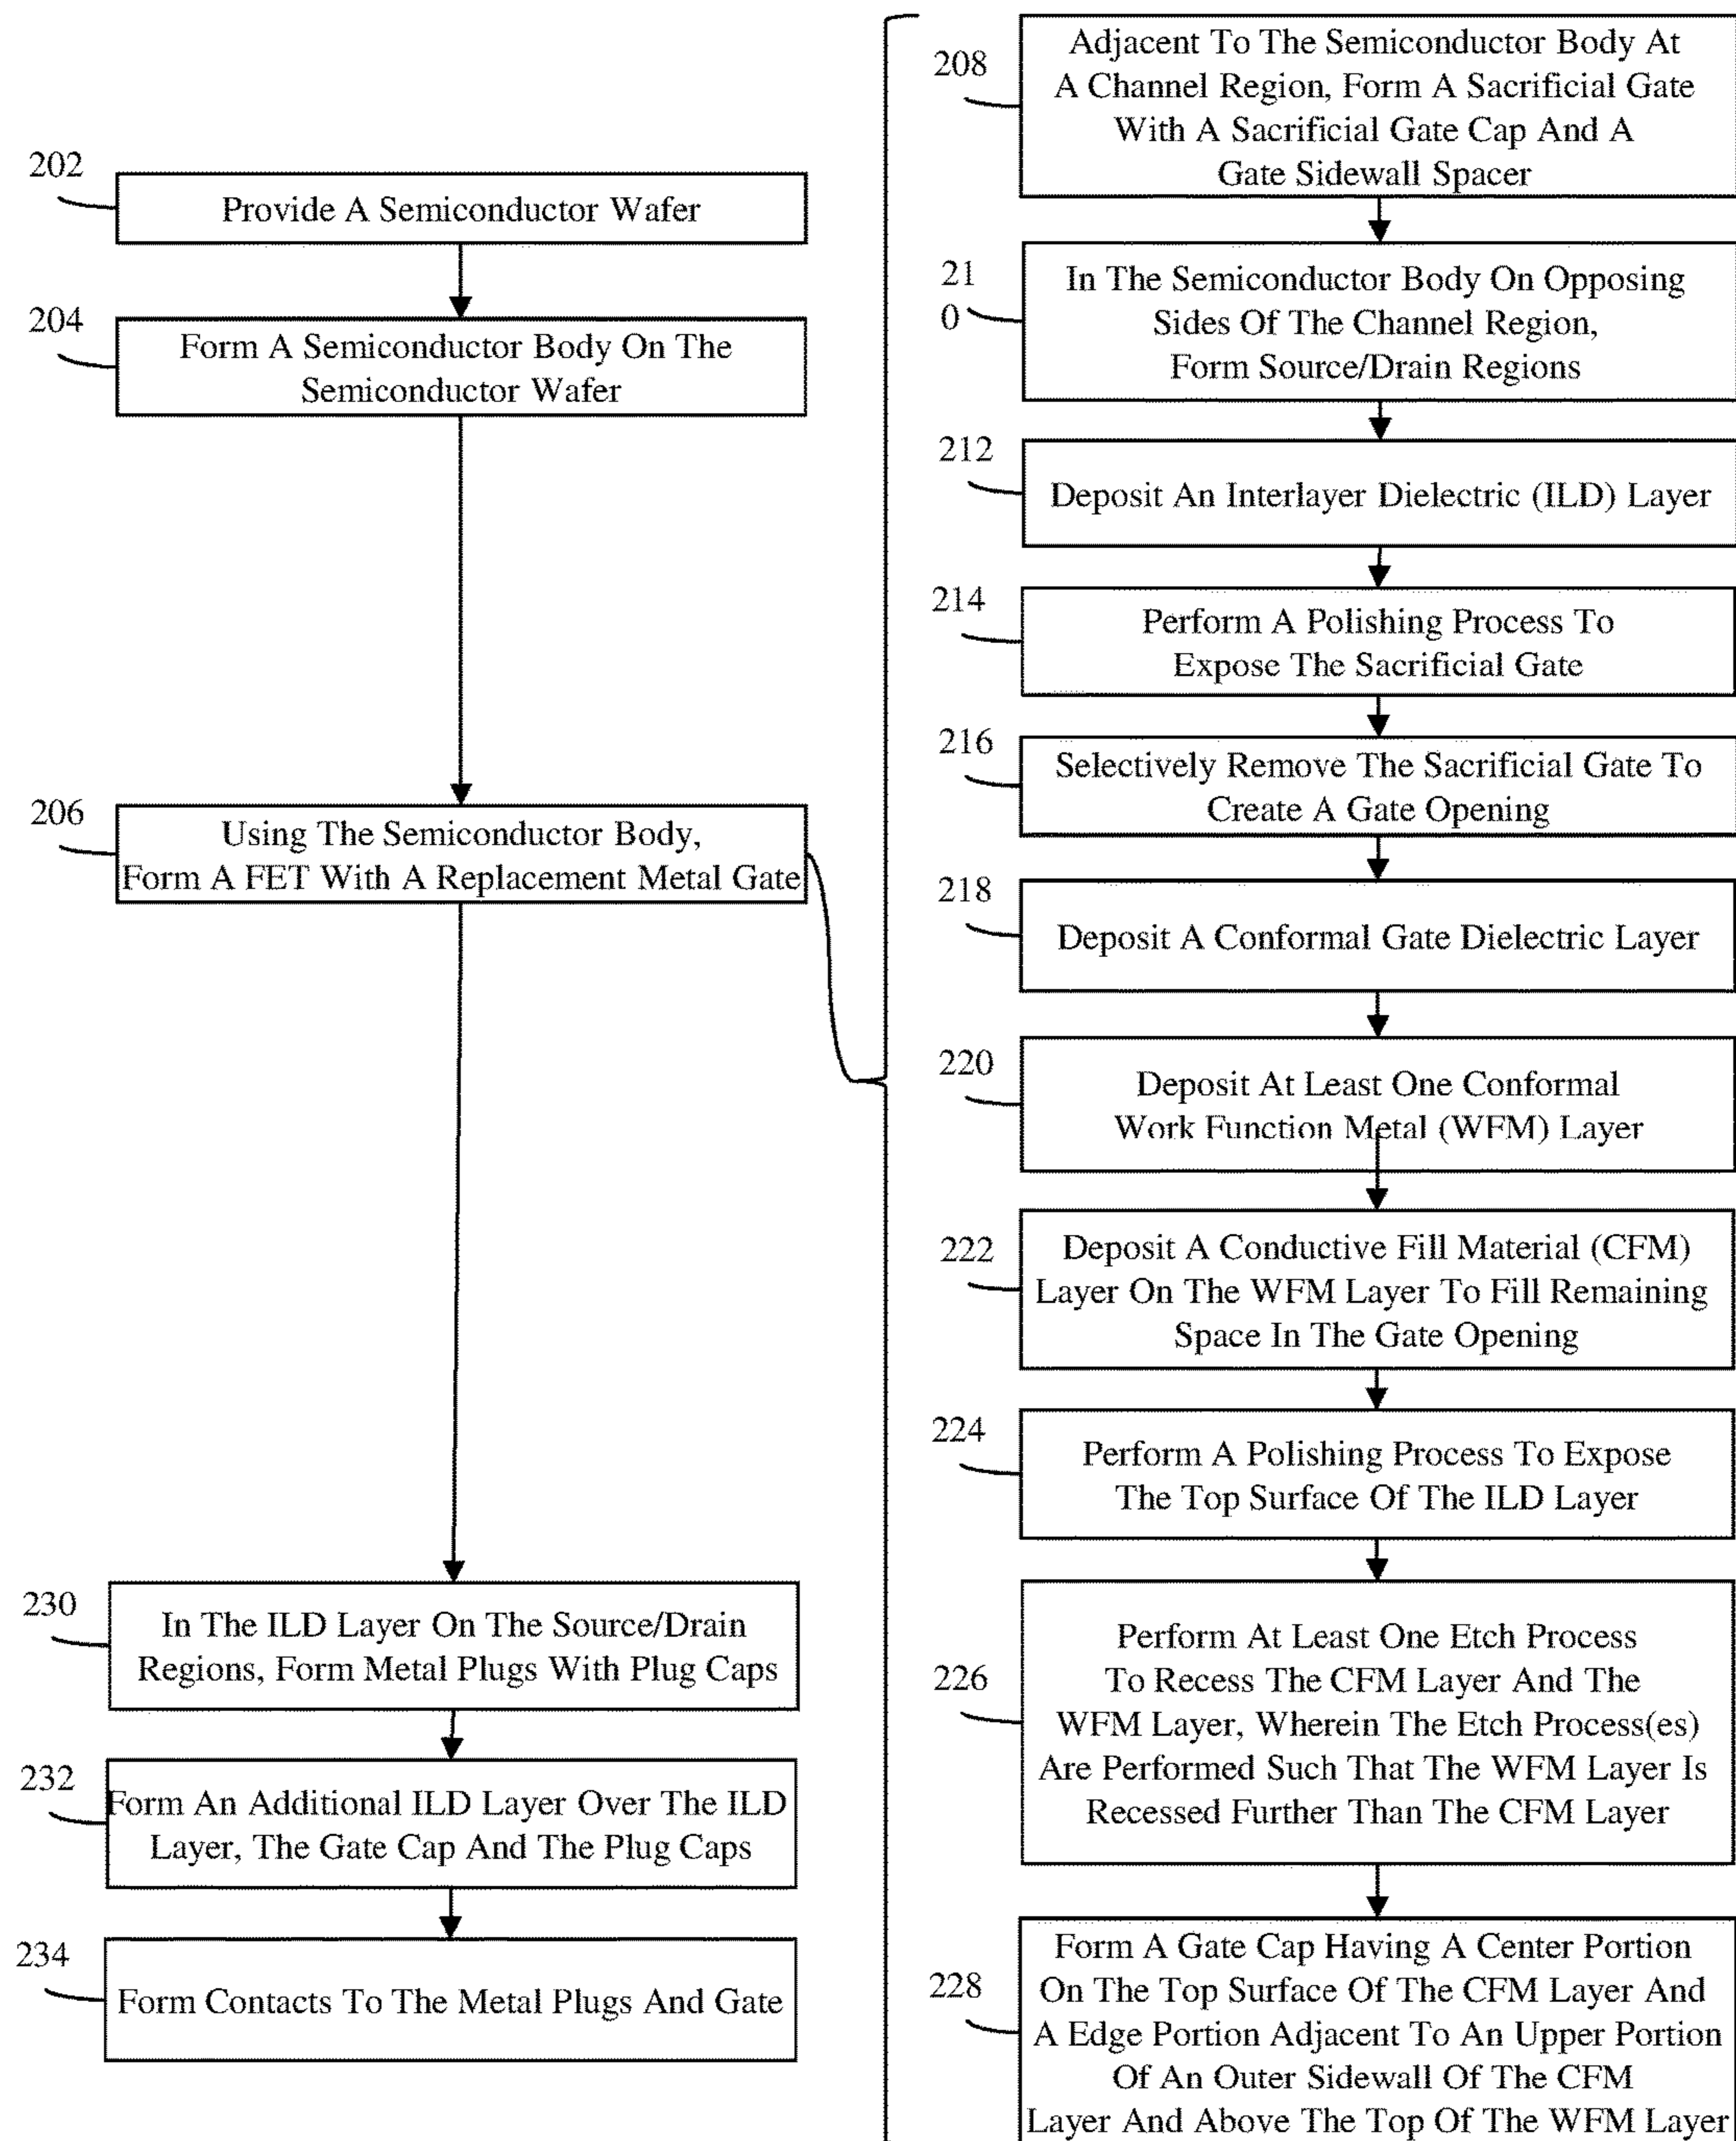 202
Provide A Semiconductor Wafer
204
Form A Semiconductor Body On The
Semiconductor Wafer
206
Using The Semiconductor Body,
Form A FET With A Replacement Metal Gate
208
Adjacent To The Semiconductor Body At
A Channel Region, Form A Sacrificial Gate
With A Sacrificial Gate Cap And A
Gate Sidewall Spacer
21
0
In The Semiconductor Body On Opposing
Sides Of The Channel Region,
Form Source/Drain Regions
212
Deposit An Interlayer Dielectric (ILD) Layer
214
Perform A Polishing Process To
Expose The Sacrificial Gate
216
Selectively Remove The Sacrificial Gate To
Create A Gate Opening
218
Deposit A Conformal Gate Dielectric Layer
220
Deposit At Least One Conformal
Work Function Metal (WFM) Layer
222
Deposit A Conductive Fill Material (CFM)
Layer On The WFM Layer To Fill Remaining
Space In The Gate Opening
224
Perform A Polishing Process To Expose
The Top Surface Of The ILD Layer
226
Perform At Least One Etch Process
To Recess The CFM Layer And The
WFM Layer, Wherein The Etch Process(es)
Are Performed Such That The WFM Layer Is
Recessed Further Than The CFM Layer
228
Form A Gate Cap Having A Center Portion
On The Top Surface Of The CFM Layer And
A Edge Portion Adjacent To An Upper Portion
Of An Outer Sidewall Of The CFM
Layer And Above The Top Of The WFM Layer
230
In The ILD Layer On The Source/Drain
Regions, Form Metal Plugs With Plug Caps
232
Form An Additional ILD Layer Over The ILD
Layer, The Gate Cap And The Plug Caps
234
Form Contacts To The Metal Plugs And Gate